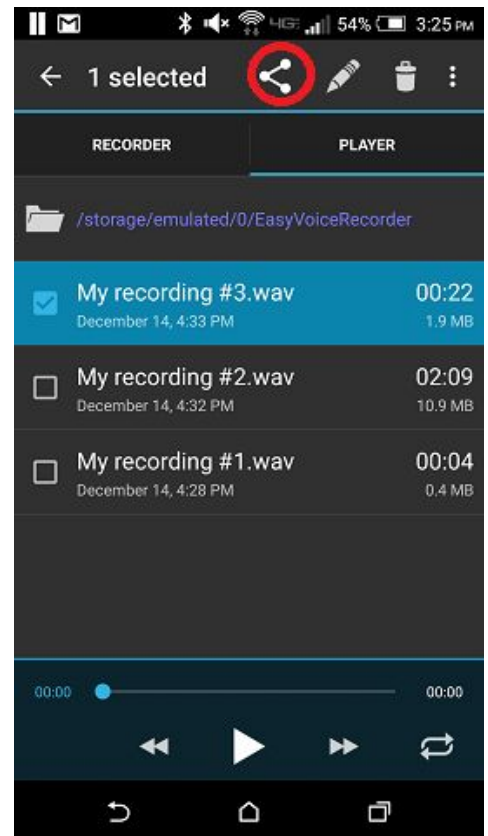 4G 54% 3:25 PM
1 selected
RECORDER PLAYER
/storage/emulated/0/EasyVoiceRecorder
My recording #3.wav 00:22
December 14, 4:33 PM 1.9 MB
My recording #2.wav 02:09
December 14, 4:32 PM 10.9 MB
My recording #1.wav 00:04
December 14, 4:28 PM 0.4 MB
00:00 00:00